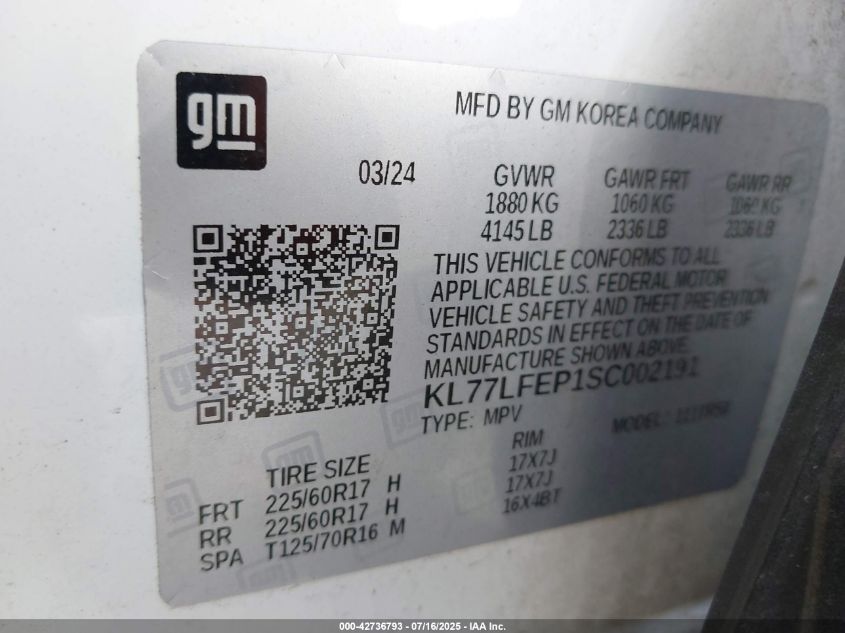 gm
MFD BY GM KOREA COMPANY
03/24
GVWR GAWR FRT GAWR RR
1880 KG 1060 KG 1060 KG
4145 LB 2336 LB 2336 LB
THIS VEHICLE CONFORMS TO ALL
APPLICABLE U.S. FEDERAL MOTOR
VEHICLE SAFETY AND THEFT PREVENTION
STANDARDS IN EFFECT ON THE DATE OF
MANUFACTURE SHOWN ABOVE.
KL77LFEP1SC002191
TYPE: MPV MODEL:
TIRE SIZE RIM
FRT 225/60R17 H 17X7J
RR 225/60R17 H 17X7J
SPA T125/70R16 M 16X4BT
000-42736793 - 07/16/2025 - IAA Inc.